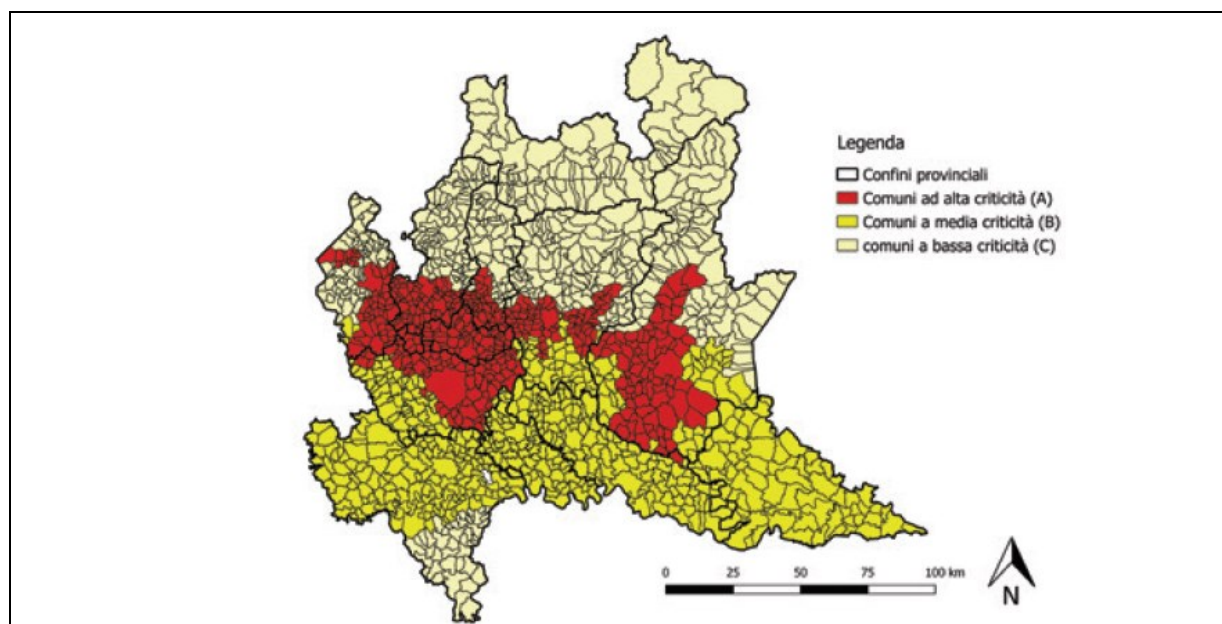 Legenda
Confini provinciali
Comuni ad alta criticità (A)
Comuni a media criticità (B)
comuni a bassa criticità (C)
0 25 50 75 100 km
N